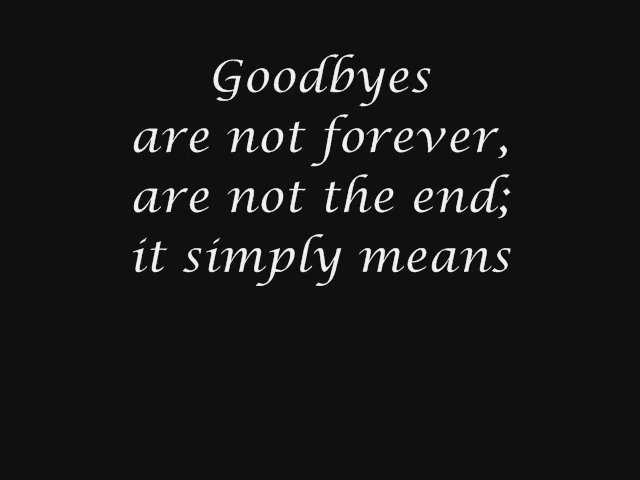 Goodbyes
are not forever,
are not the end;
it simply means